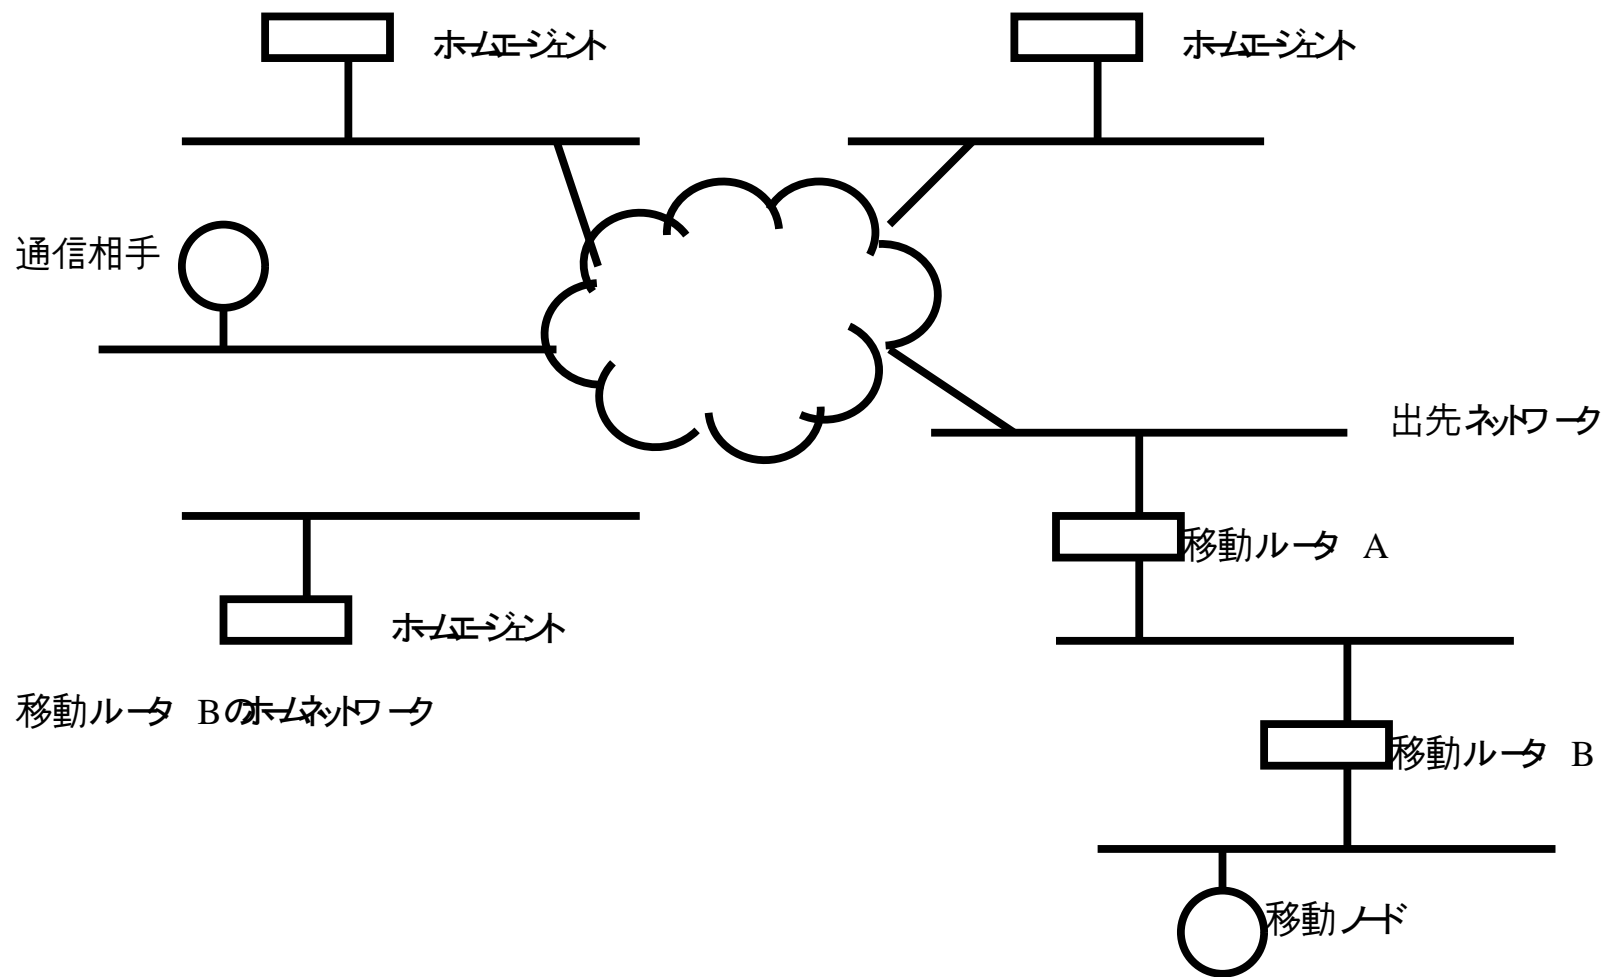 ホームエージェント
ホームエージェント
通信相手
出先ネットワーク
移動ルータ A
ホームエージェント
移動ルータ Bのホームネットワーク
移動ルータ B
移動ノード